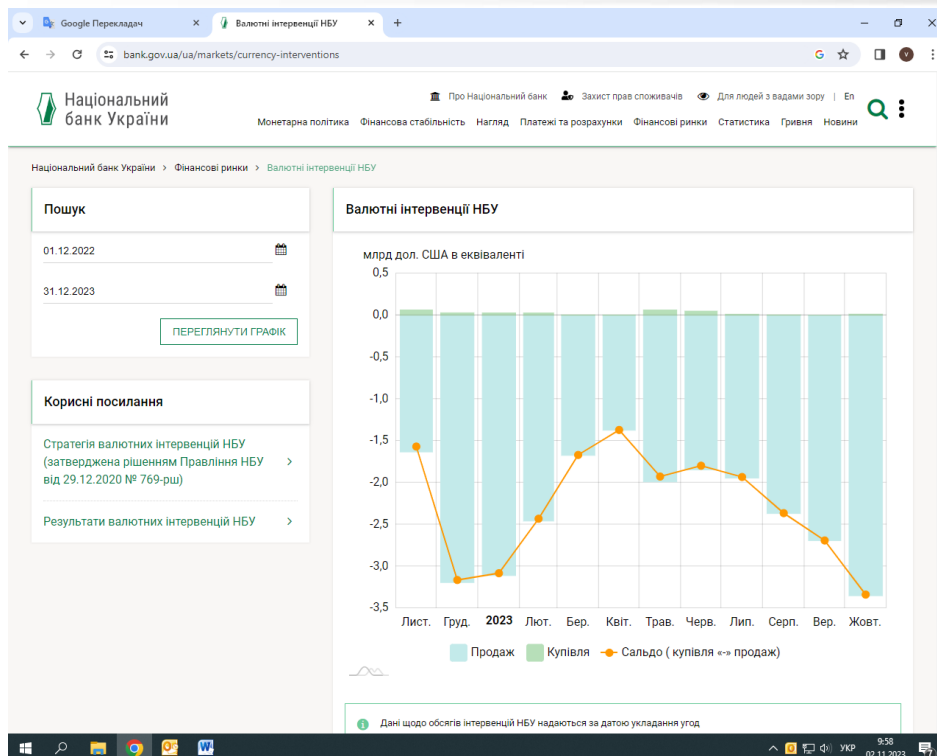 Google Перекладач
Валютні інтервенції НБУ
bank.gov.ua/ua/markets/currency-interventions
G
v
Національний
банк України
Про Національний банк
Захист прав споживачів
Для людей з вадами зору | En
Монетарна політика Фінансова стабільність Нагляд Платежі та розрахунки Фінансові ринки Статистика Гривня Новини
Національний банк України > Фінансові ринки > Валютні інтервенції НБУ
Пошук
01.12.2022
31.12.2023
ПЕРЕГЛЯНУТИ ГРАФІК
Корисні посилання
Стратегія валютних інтервенцій НБУ
(затверджена рішенням Правління НБУ
від 29.12.2020 № 769-рш)
Результати валютних інтервенцій НБУ
Валютні інтервенції НБУ
млрд дол. США в еквіваленті
0,5
0,0
-0,5
-1,0
-1,5
-2,0
-2,5
-3,0
-3,5
Лист. Груд. 2023 Лют. Бер. Квіт. Трав. Черв. Лип. Серп. Вер. Жовт.
Продаж Купівля Сальдо ( купівля «-» продаж)
Дані щодо обсягів інтервенцій НБУ надаються за датою укладання угод
УКР
9:58
02.11.2023